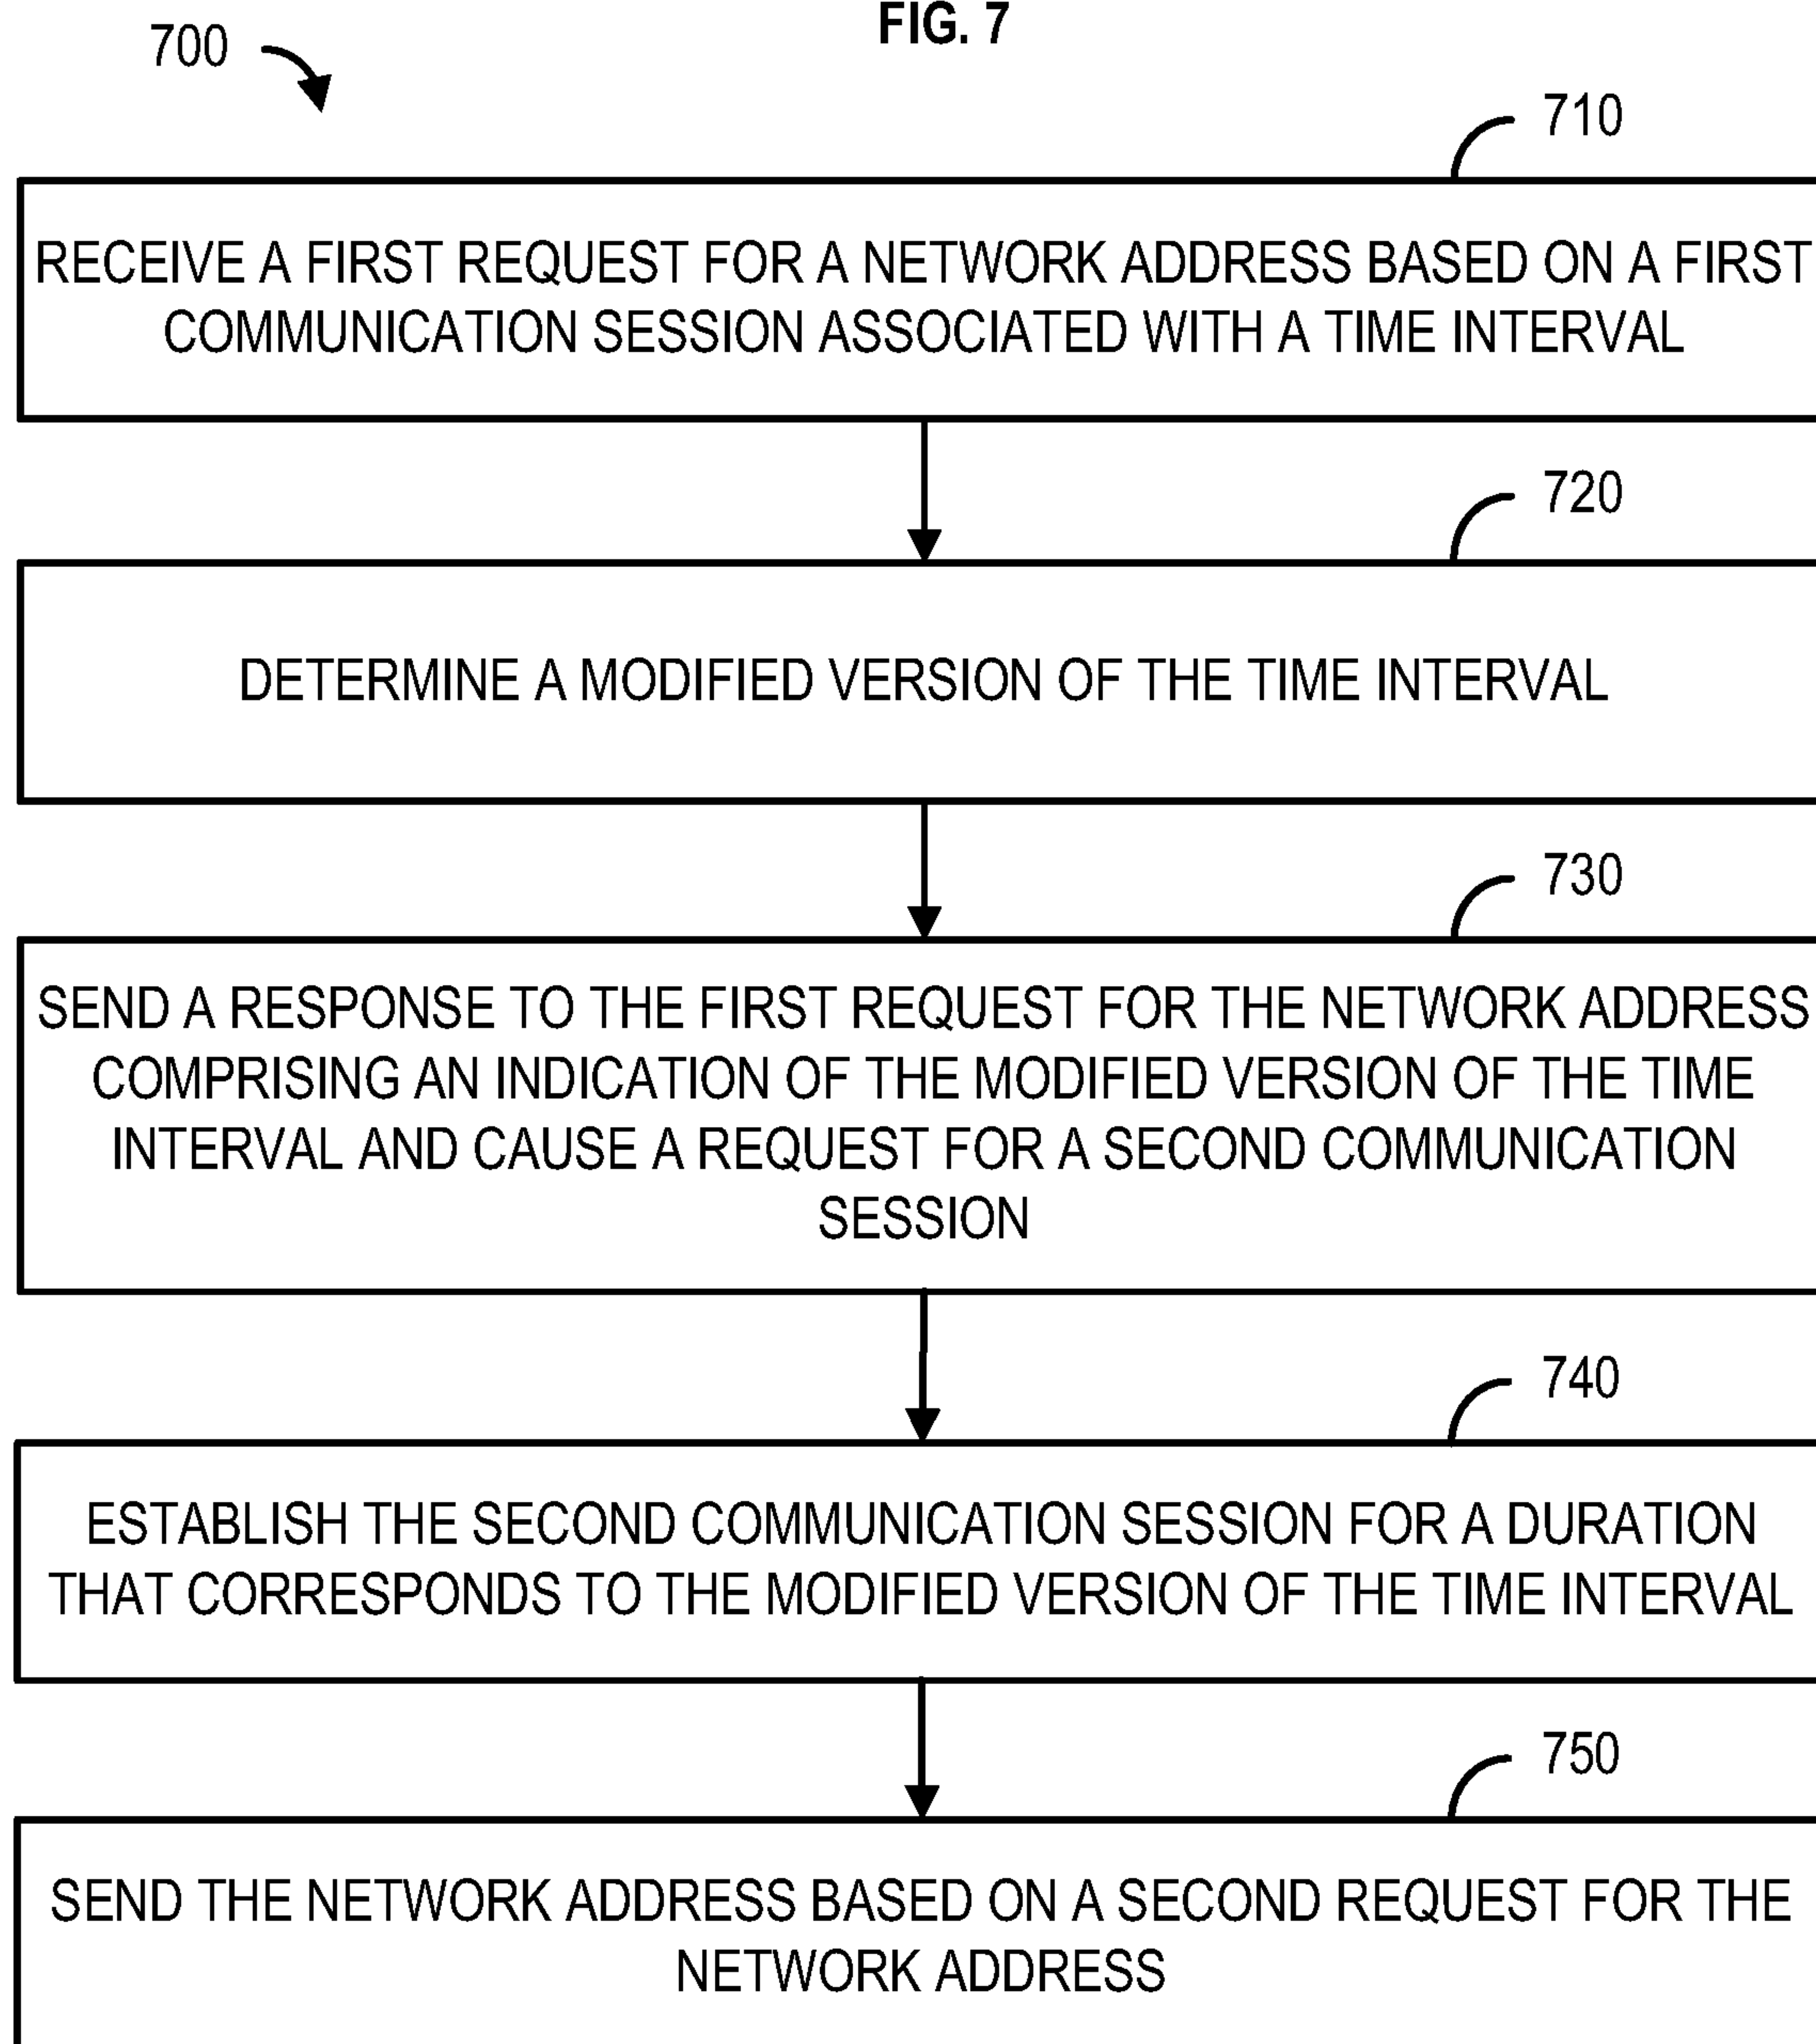 FIG. 7
700
710
RECEIVE A FIRST REQUEST FOR A NETWORK ADDRESS BASED ON A FIRST
COMMUNICATION SESSION ASSOCIATED WITH A TIME INTERVAL
720
DETERMINE A MODIFIED VERSION OF THE TIME INTERVAL
730
SEND A RESPONSE TO THE FIRST REQUEST FOR THE NETWORK ADDRESS
COMPRISING AN INDICATION OF THE MODIFIED VERSION OF THE TIME
INTERVAL AND CAUSE A REQUEST FOR A SECOND COMMUNICATION
SESSION
740
ESTABLISH THE SECOND COMMUNICATION SESSION FOR A DURATION
THAT CORRESPONDS TO THE MODIFIED VERSION OF THE TIME INTERVAL
750
SEND THE NETWORK ADDRESS BASED ON A SECOND REQUEST FOR THE
NETWORK ADDRESS